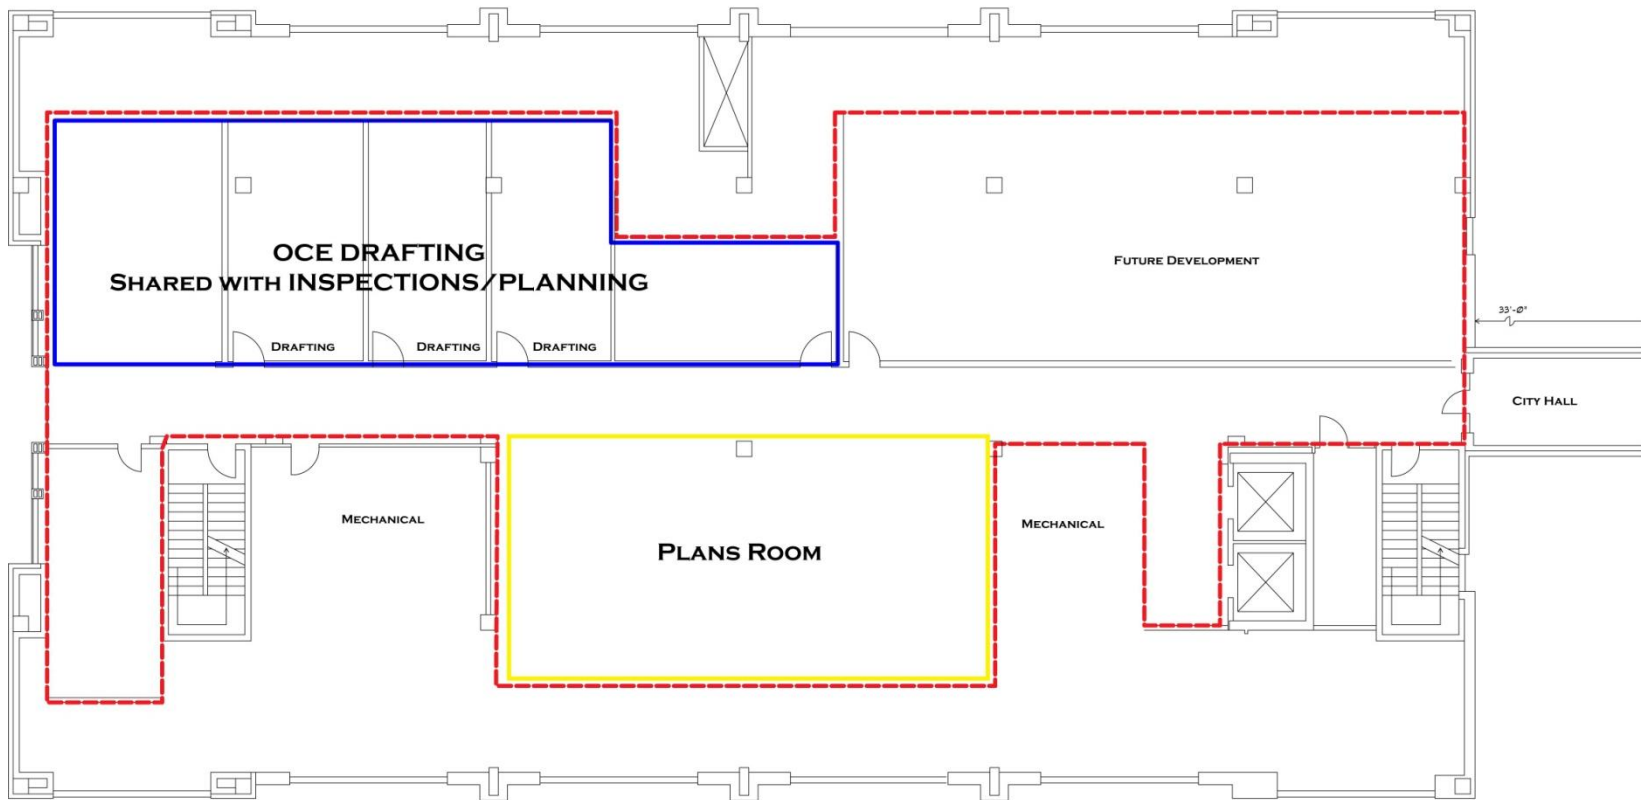 OCE DRAFTING
SHARED WITH INSPECTIONS/PLANNING
FUTURE DEVELOPMENT
33'-0"
DRAFTING
DRAFTING
DRAFTING
CITY HALL
MECHANICAL
PLANS ROOM
MECHANICAL